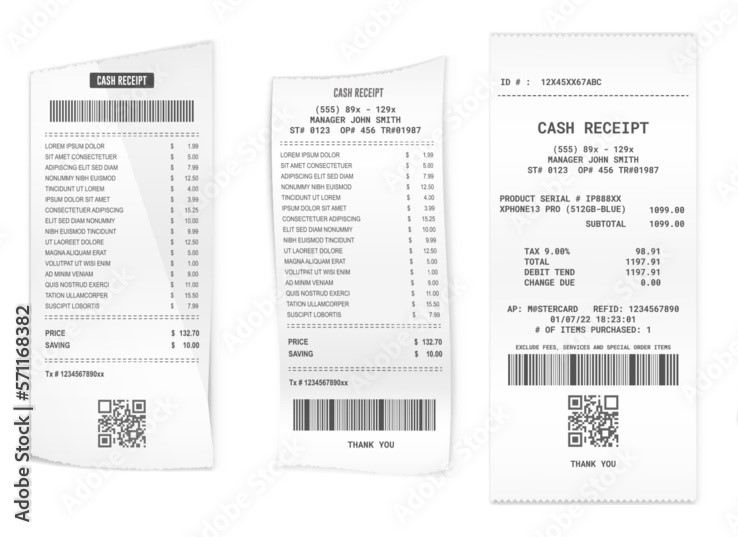 CASH RECEIPT
LOREM IPSUM DOLOR $ 1.99
SIT AMET CONSECTETUER $ 5.00
ADIPISCING ELIT SED DIAM $ 7.99
NONUMMY NIBH EUISMOD $ 12.50
TINCIDUNT UT LOREM $ 4.00
IPSUM DOLOR SIT AMET $ 3.99
CONSECTETUER ADIPISCING $ 15.25
ELIT SED DIAM NONUMMY $ 10.00
NIBH EUISMOD TINCIDUNT $ 9.99
UT LAOREET DOLORE $ 12.50
MAGNA ALIQUAM ERAT $ 5.00
VOLUTPAT UT WISI ENIM $ 1.00
AD MINIM VENIAM $ 9.00
QUIS NOSTRUD EXERCI $ 11.00
TATION ULLAMCORPER $ 15.50
SUSCIPIT LOBORTIS $ 7.99
PRICE $ 132.70
SAVING $ 10.00
Tx # 1234567890xx
CASH RECEIPT
(555) 89x - 129x
MANAGER JOHN SMITH
ST# 0123 OP# 456 TR#01987
LOREM IPSUM DOLOR $ 1.99
SIT AMET CONSECTETUER $ 5.00
ADIPISCING ELIT SED DIAM $ 7.99
NONUMMY NIBH EUISMOD $ 12.50
TINCIDUNT UT LOREM $ 4.00
IPSUM DOLOR SIT AMET $ 3.99
CONSECTETUER ADIPISCING $ 15.25
ELIT SED DIAM NONUMMY $ 10.00
NIBH EUISMOD TINCIDUNT $ 9.99
UT LAOREET DOLORE $ 12.50
MAGNA ALIQUAM ERAT $ 5.00
VOLUTPAT UT WISI ENIM $ 1.00
AD MINIM VENIAM $ 9.00
QUIS NOSTRUD EXERCI $ 11.00
TATION ULLAMCORPER $ 15.50
SUSCIPIT LOBORTIS $ 7.99
PRICE $ 132.70
SAVING $ 10.00
Tx # 1234567890xx
THANK YOU
ID # : 12X45XX67ABC
CASH RECEIPT
(555) 89x - 129x
MANAGER JOHN SMITH
ST# 0123 OP# 456 TR#01987
PRODUCT SERIAL # IP888XX
XPHONE13 PRO (512GB-BLUE) 1099.00
SUBTOTAL 1099.00
TAX 9.00% 98.91
TOTAL 1197.91
DEBIT TEND 1197.91
CHANGE DUE 0.00
AP: M#STERCARD REFID: 1234567890
01/07/22 18:23:01
# OF ITEMS PURCHASED: 1
EXCLUDE FEES, SERVICES AND SPECIAL ORDER ITEMS
THANK YOU
Adobe Stock | #571168382